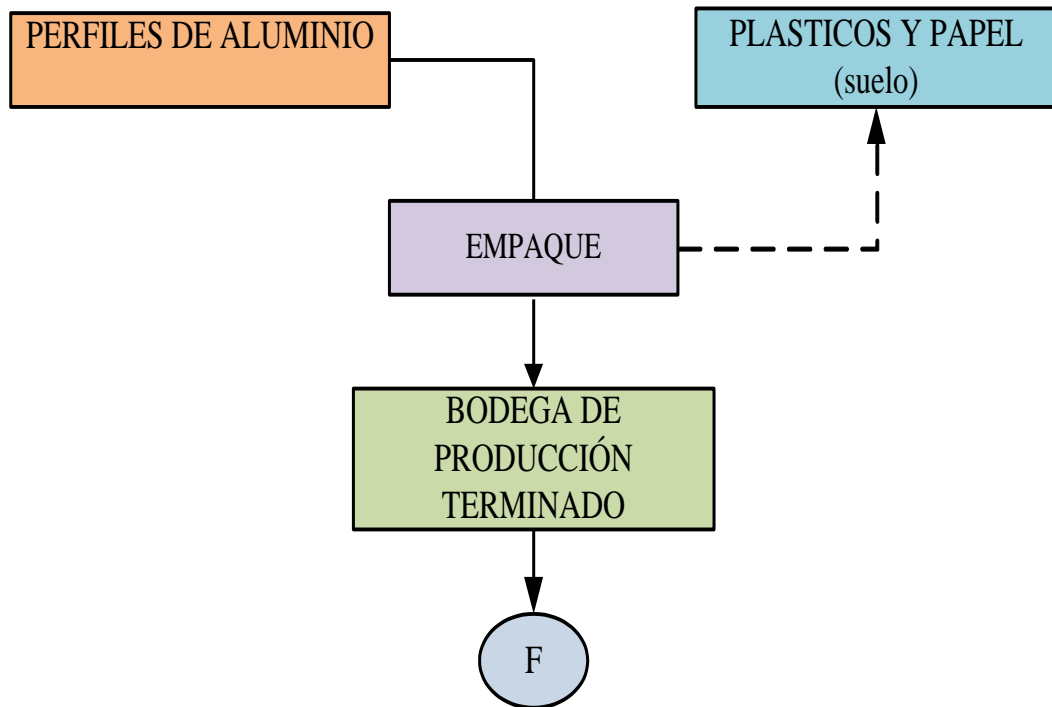 PERFILES DE ALUMINIO
PLASTICOS Y PAPEL
(suelo)
EMPAQUE
BODEGA DE
PRODUCCIÓN
TERMINADO
F